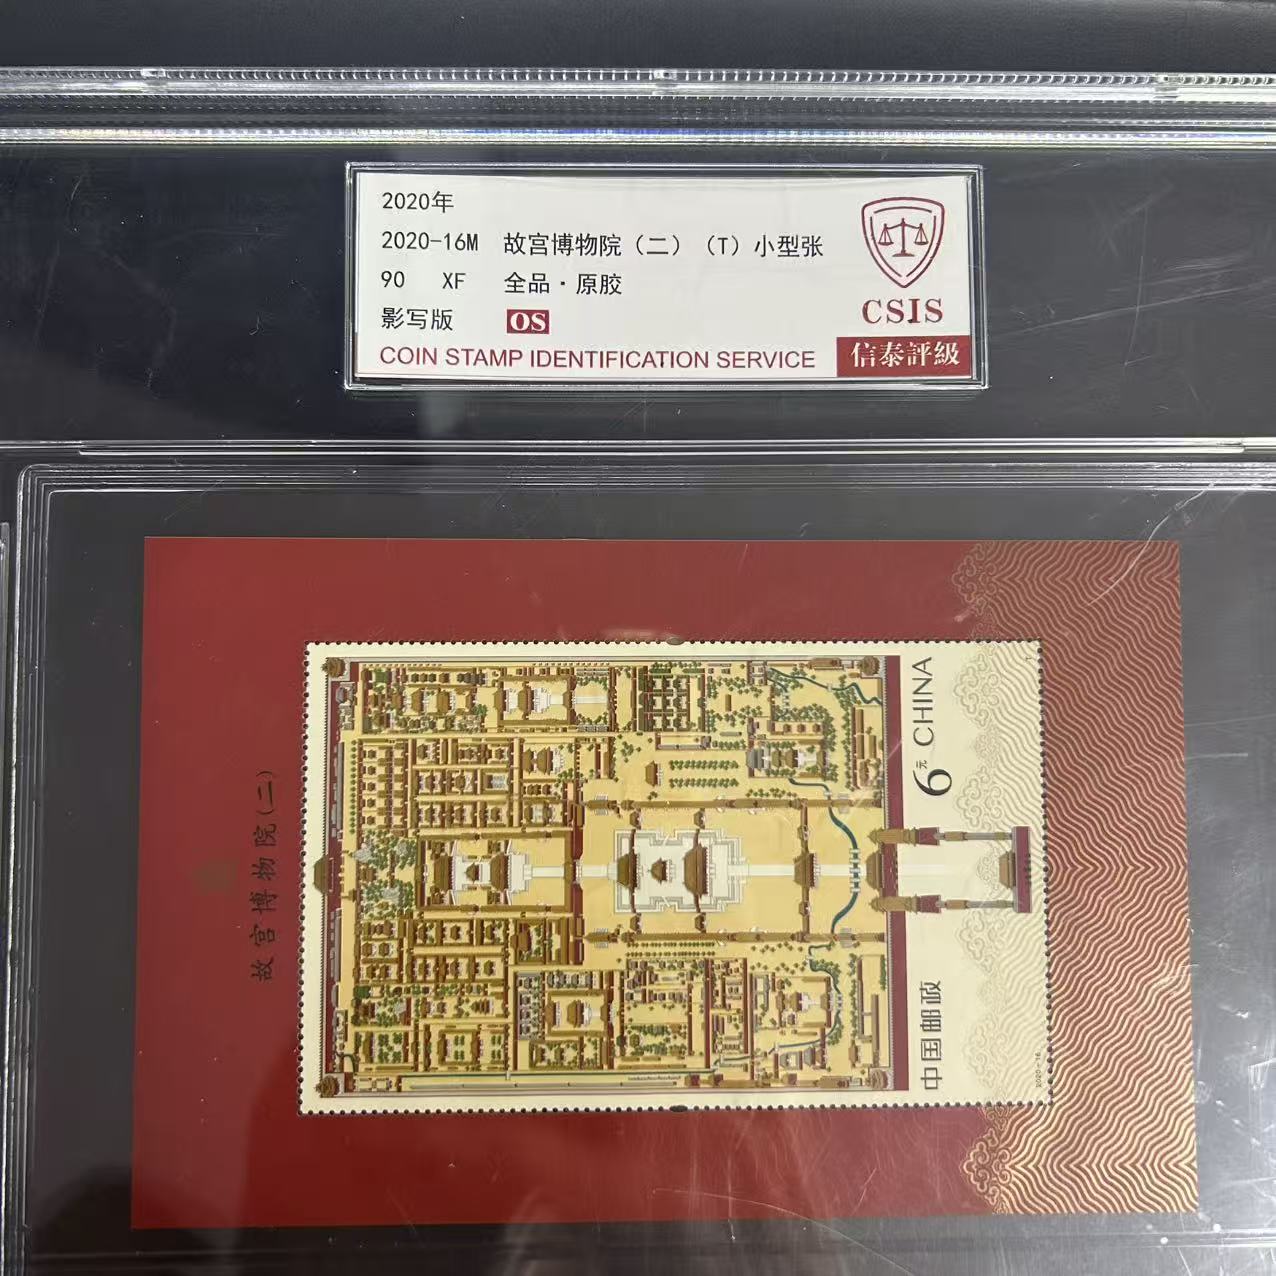 2020年
2020-16M 故宫博物院（二）（T）小型张
90 XF 全品·原胶
影写版 OS
COIN STAMP IDENTIFICATION SERVICE
CSIS
信泰評級
故宫博物院(二)
6元 CHINA
中国邮政
2020-16
T